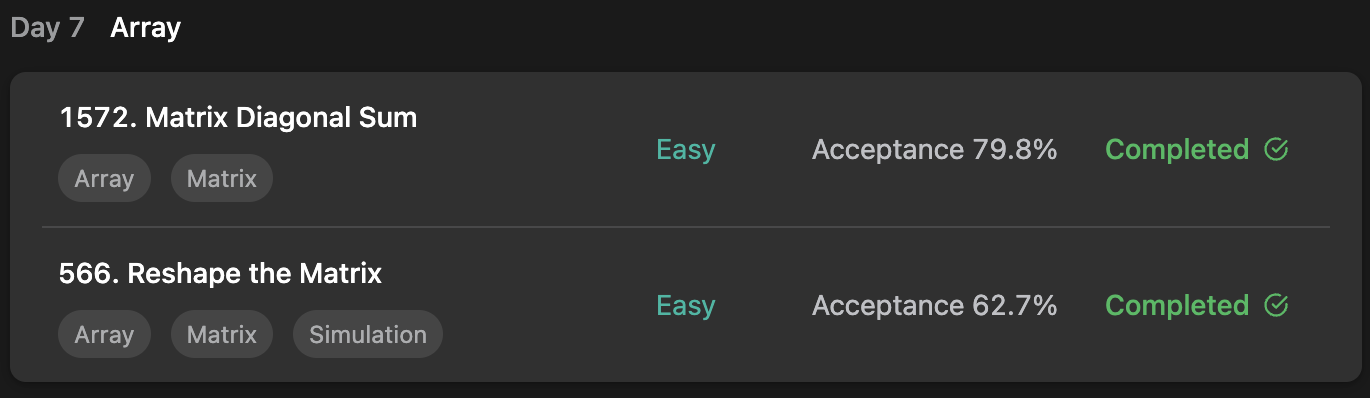 Day 7 Array
1572. Matrix Diagonal Sum
Easy Acceptance 79.8% Completed
Array Matrix
566. Reshape the Matrix
Easy Acceptance 62.7% Completed
Array Matrix Simulation